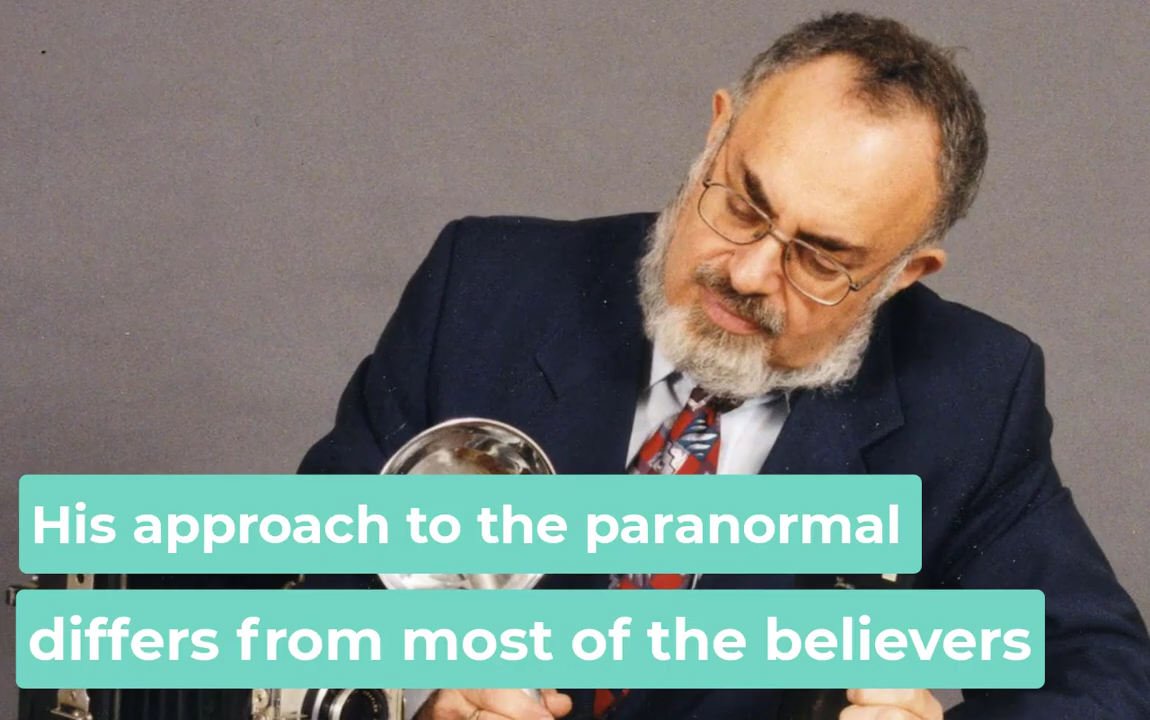 His approach to the paranormal
differs from most of the believers